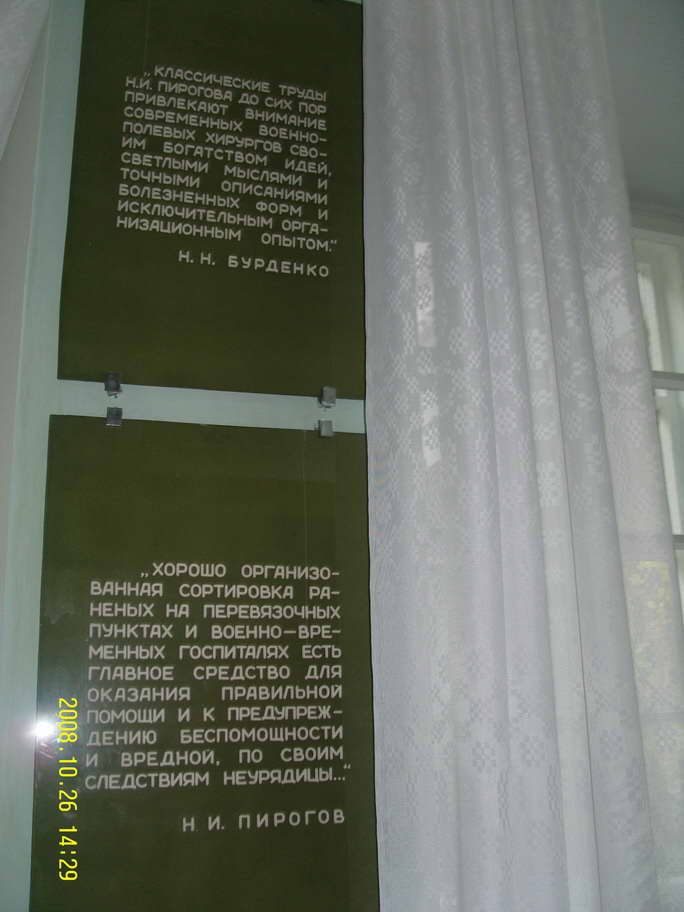 „КЛАССИЧЕСКИЕ ТРУДЫ
Н.И. ПИРОГОВА ДО СИХ ПОР
ПРИВЛЕКАЮТ ВНИМАНИЕ
СОВРЕМЕННЫХ ВОЕННО-
ПОЛЕВЫХ ХИРУРГОВ СВО-
ИМ БОГАТСТВОМ ИДЕЙ,
СВЕТЛЫМИ МЫСЛЯМИ И
ТОЧНЫМИ ОПИСАНИЯМИ
БОЛЕЗНЕННЫХ ФОРМ И
ИСКЛЮЧИТЕЛЬНЫМ ОРГА-
НИЗАЦИОННЫМ ОПЫТОМ."
Н. Н. БУРДЕНКО
„ХОРОШО ОРГАНИЗО-
ВАННАЯ СОРТИРОВКА РА-
НЕНЫХ НА ПЕРЕВЯЗОЧНЫХ
ПУНКТАХ И ВОЕННО-ВРЕ-
МЕННЫХ ГОСПИТАЛЯХ ЕСТЬ
ГЛАВНОЕ СРЕДСТВО ДЛЯ
ОКАЗАНИЯ ПРАВИЛЬНОЙ
ПОМОЩИ И К ПРЕДУПРЕЖ-
ДЕНИЮ БЕСПОМОЩНОСТИ
И ВРЕДНОЙ, ПО СВОИМ
СЛЕДСТВИЯМ НЕУРЯДИЦЫ..."
Н. И. ПИРОГОВ
2008.10.26 14:29